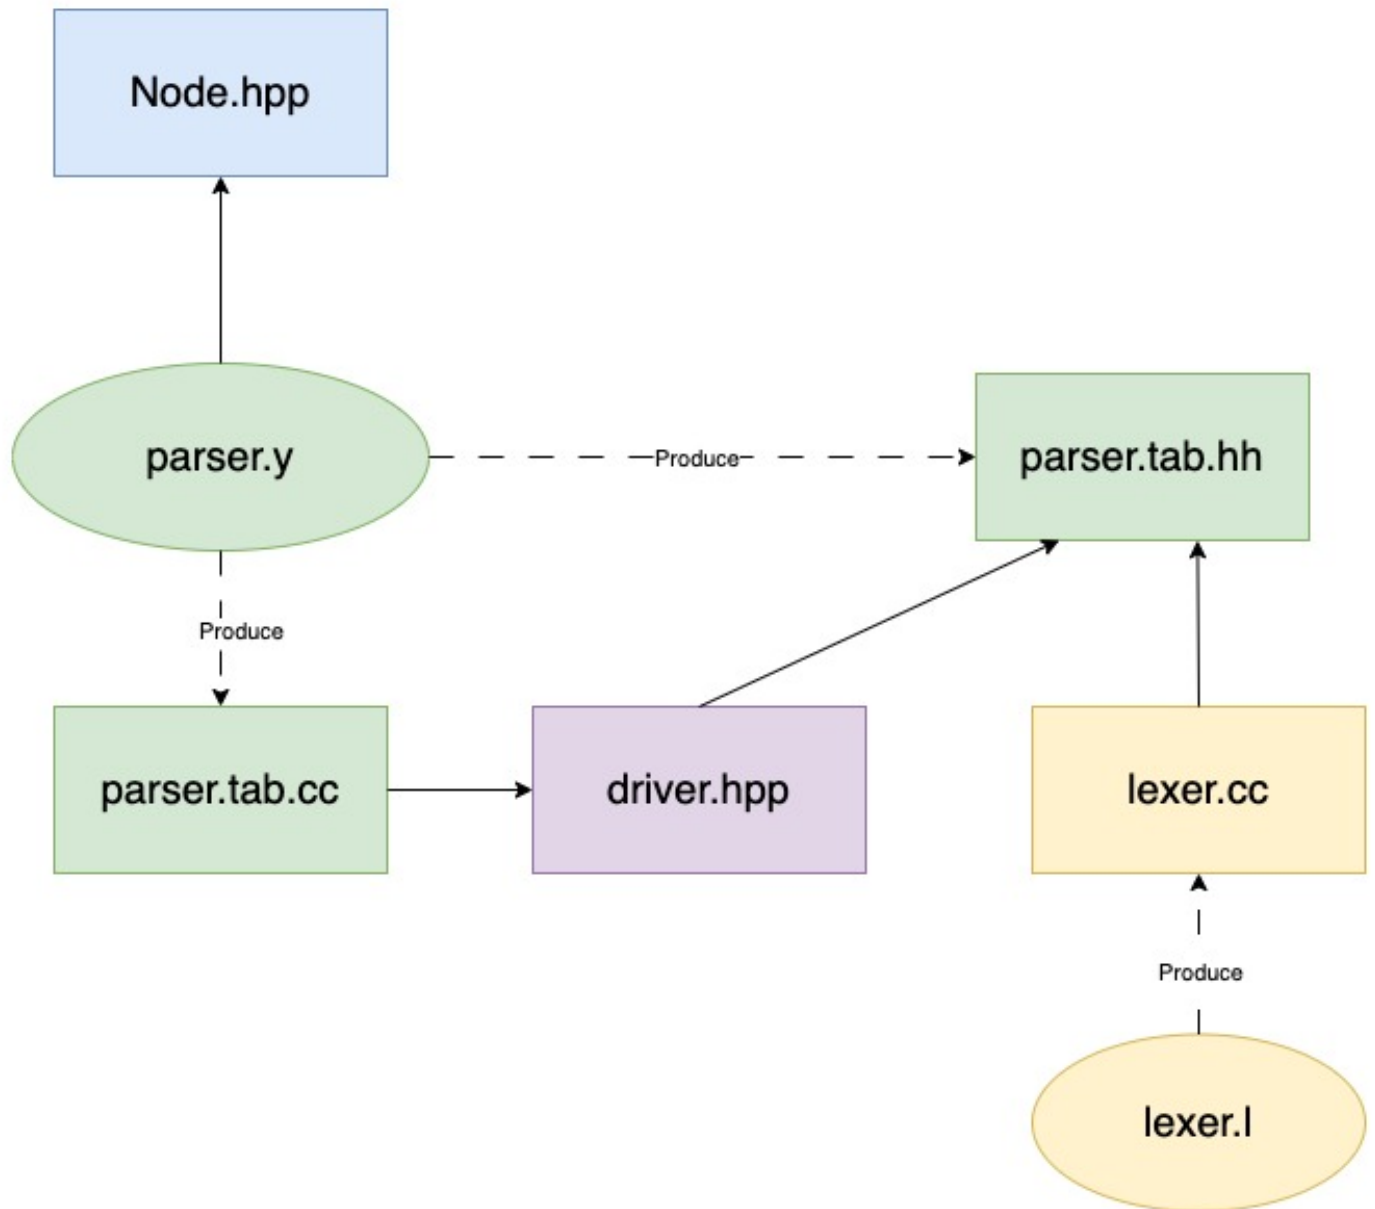 Node.hpp
parser.y
Produce
parser.tab.hh
Produce
parser.tab.cc
driver.hpp
lexer.cc
Produce
lexer.l